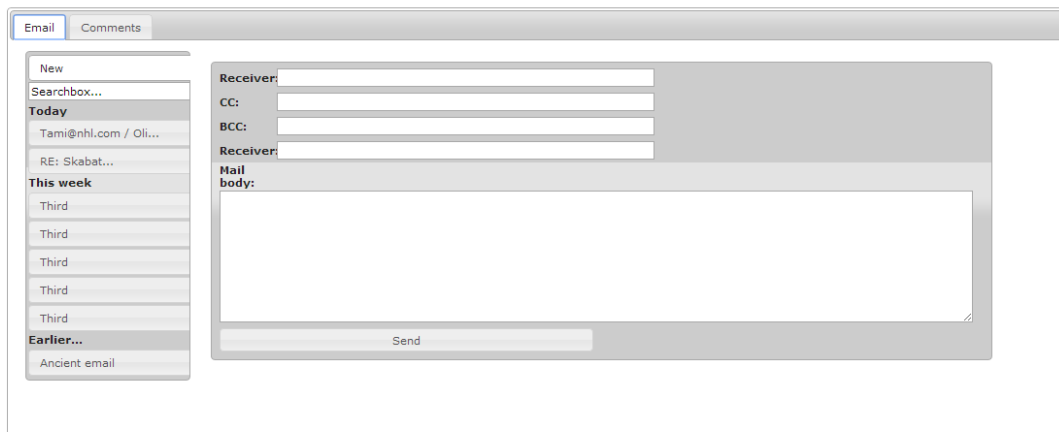 Email
Comments
New
Searchbox...
Today
Tami@nhl.com / Oli...
RE: Skabat...
This week
Third
Third
Third
Third
Third
Earlier...
Ancient email
Receiver:
CC:
BCC:
Receiver:
Mail
body:
Send